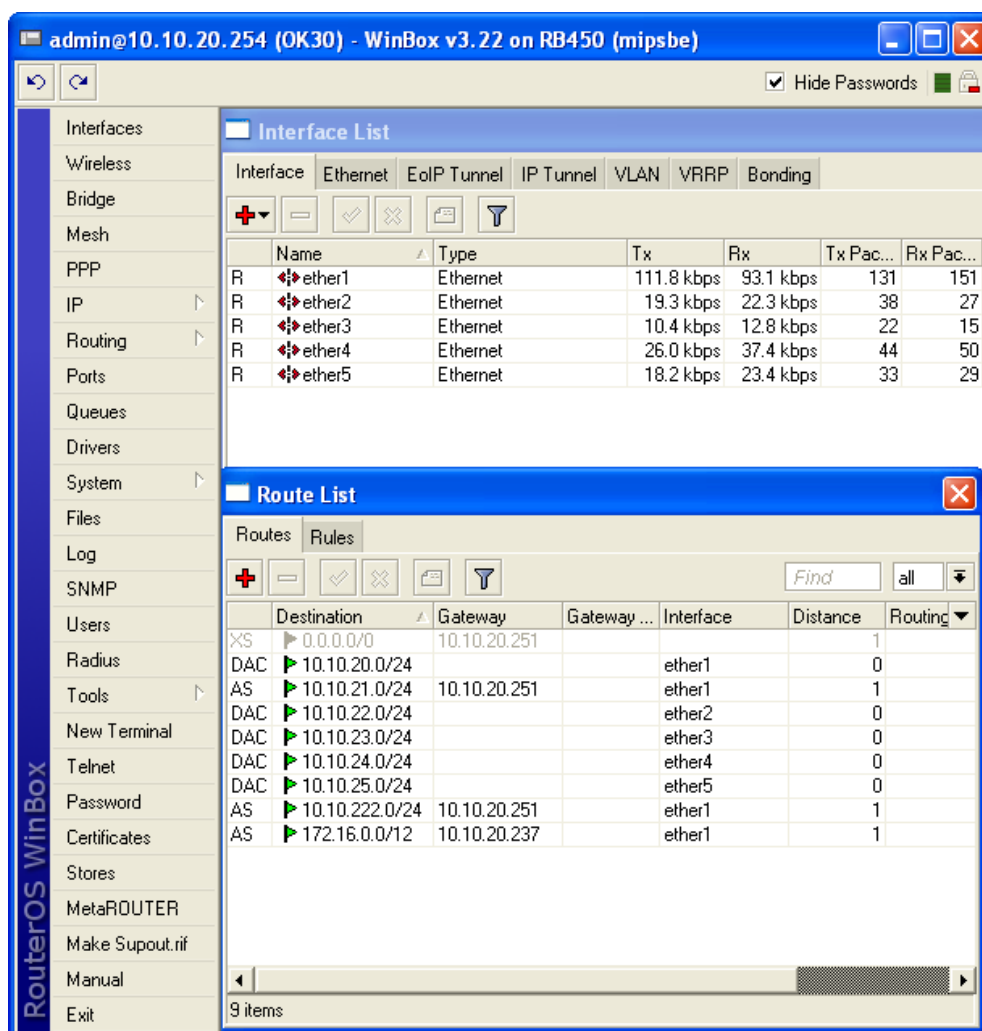 admin@10.10.20.254 (OK30) - WinBox v3.22 on RB450 (mipsbe)
Hide Passwords
RouterOS WinBox
Interfaces
Wireless
Bridge
Mesh
PPP
IP
Routing
Ports
Queues
Drivers
System
Files
Log
SNMP
Users
Radius
Tools
New Terminal
Telnet
Password
Certificates
Stores
MetaROUTER
Make Supout.rif
Manual
Exit
Interface List
Interface Ethernet EoIP Tunnel IP Tunnel VLAN VRRP Bonding
Name Type Tx Rx Tx Pac... Rx Pac...
R ether1 Ethernet 111.8 kbps 93.1 kbps 131 151
R ether2 Ethernet 19.3 kbps 22.3 kbps 38 27
R ether3 Ethernet 10.4 kbps 12.8 kbps 22 15
R ether4 Ethernet 26.0 kbps 37.4 kbps 44 50
R ether5 Ethernet 18.2 kbps 23.4 kbps 33 29
Route List
Routes Rules
Find all
Destination Gateway Gateway ... Interface Distance Routing
XS 0.0.0.0/0 10.10.20.251 1
DAC 10.10.20.0/24 ether1 0
AS 10.10.21.0/24 10.10.20.251 ether1 1
DAC 10.10.22.0/24 ether2 0
DAC 10.10.23.0/24 ether3 0
DAC 10.10.24.0/24 ether4 0
DAC 10.10.25.0/24 ether5 0
AS 10.10.222.0/24 10.10.20.251 ether1 1
AS 172.16.0.0/12 10.10.20.237 ether1 1
9 items